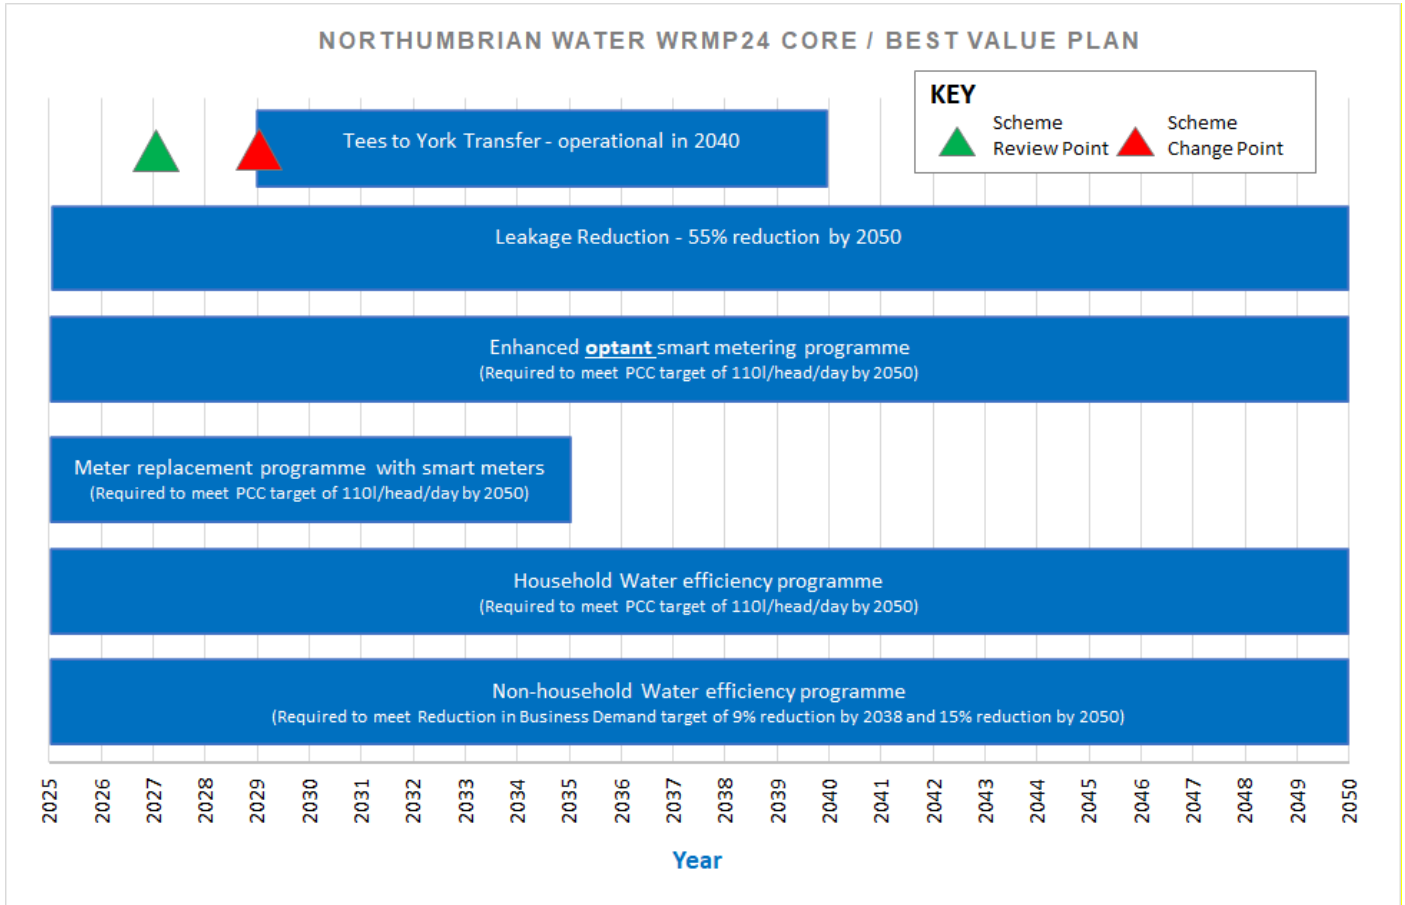 NORTHUMBRIAN WATER WRMP24 CORE / BEST VALUE PLAN
KEY
Scheme
Review Point
Scheme
Change Point
Tees to York Transfer - operational in 2040
Leakage Reduction - 55% reduction by 2050
Enhanced optant smart metering programme
(Required to meet PCC target of 110l/head/day by 2050)
Meter replacement programme with smart meters
(Required to meet PCC target of 110l/head/day by 2050)
Household Water efficiency programme
(Required to meet PCC target of 110l/head/day by 2050)
Non-household Water efficiency programme
(Required to meet Reduction in Business Demand target of 9% reduction by 2038 and 15% reduction by 2050)
2025
2026
2027
2028
2029
2030
2031
2032
2033
2034
2035
2036
2037
2038
2039
2040
2041
2042
2043
2044
2045
2046
2047
2048
2049
2050
Year